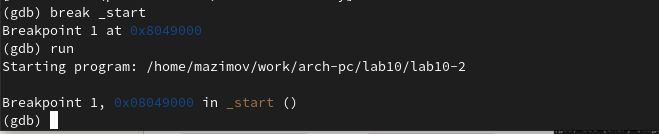 (gdb) break _start
Breakpoint 1 at 0x8049000
(gdb) run
Starting program: /home/mazimov/work/arch-pc/lab10/lab10-2
Breakpoint 1, 0x08049000 in _start ()
(gdb)